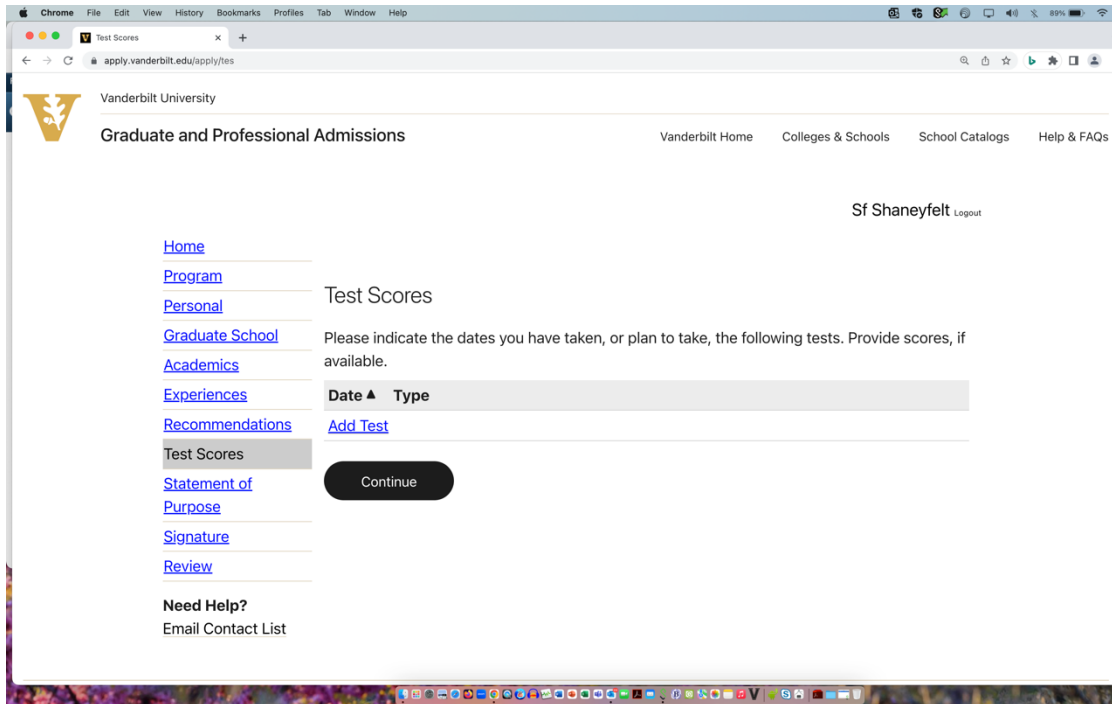 Chrome File Edit View History Bookmarks Profiles Tab Window Help 89%
Test Scores
apply.vanderbilt.edu/apply/tes
Vanderbilt University
Graduate and Professional Admissions
Vanderbilt Home Colleges & Schools School Catalogs Help & FAQs
Sf Shaneyfelt Logout
Home
Program
Personal
Graduate School
Academics
Experiences
Recommendations
Test Scores
Statement of
Purpose
Signature
Review
Need Help?
Email Contact List
Test Scores
Please indicate the dates you have taken, or plan to take, the following tests. Provide scores, if
available.
Date ▲ Type
Add Test
Continue